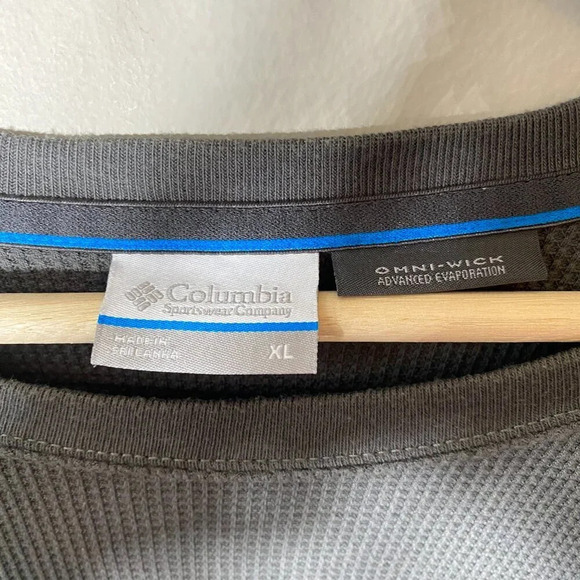 Columbia
Sportswear Company
MADE IN
SRI LANKA
XL
OMNI-WICK
ADVANCED EVAPORATION